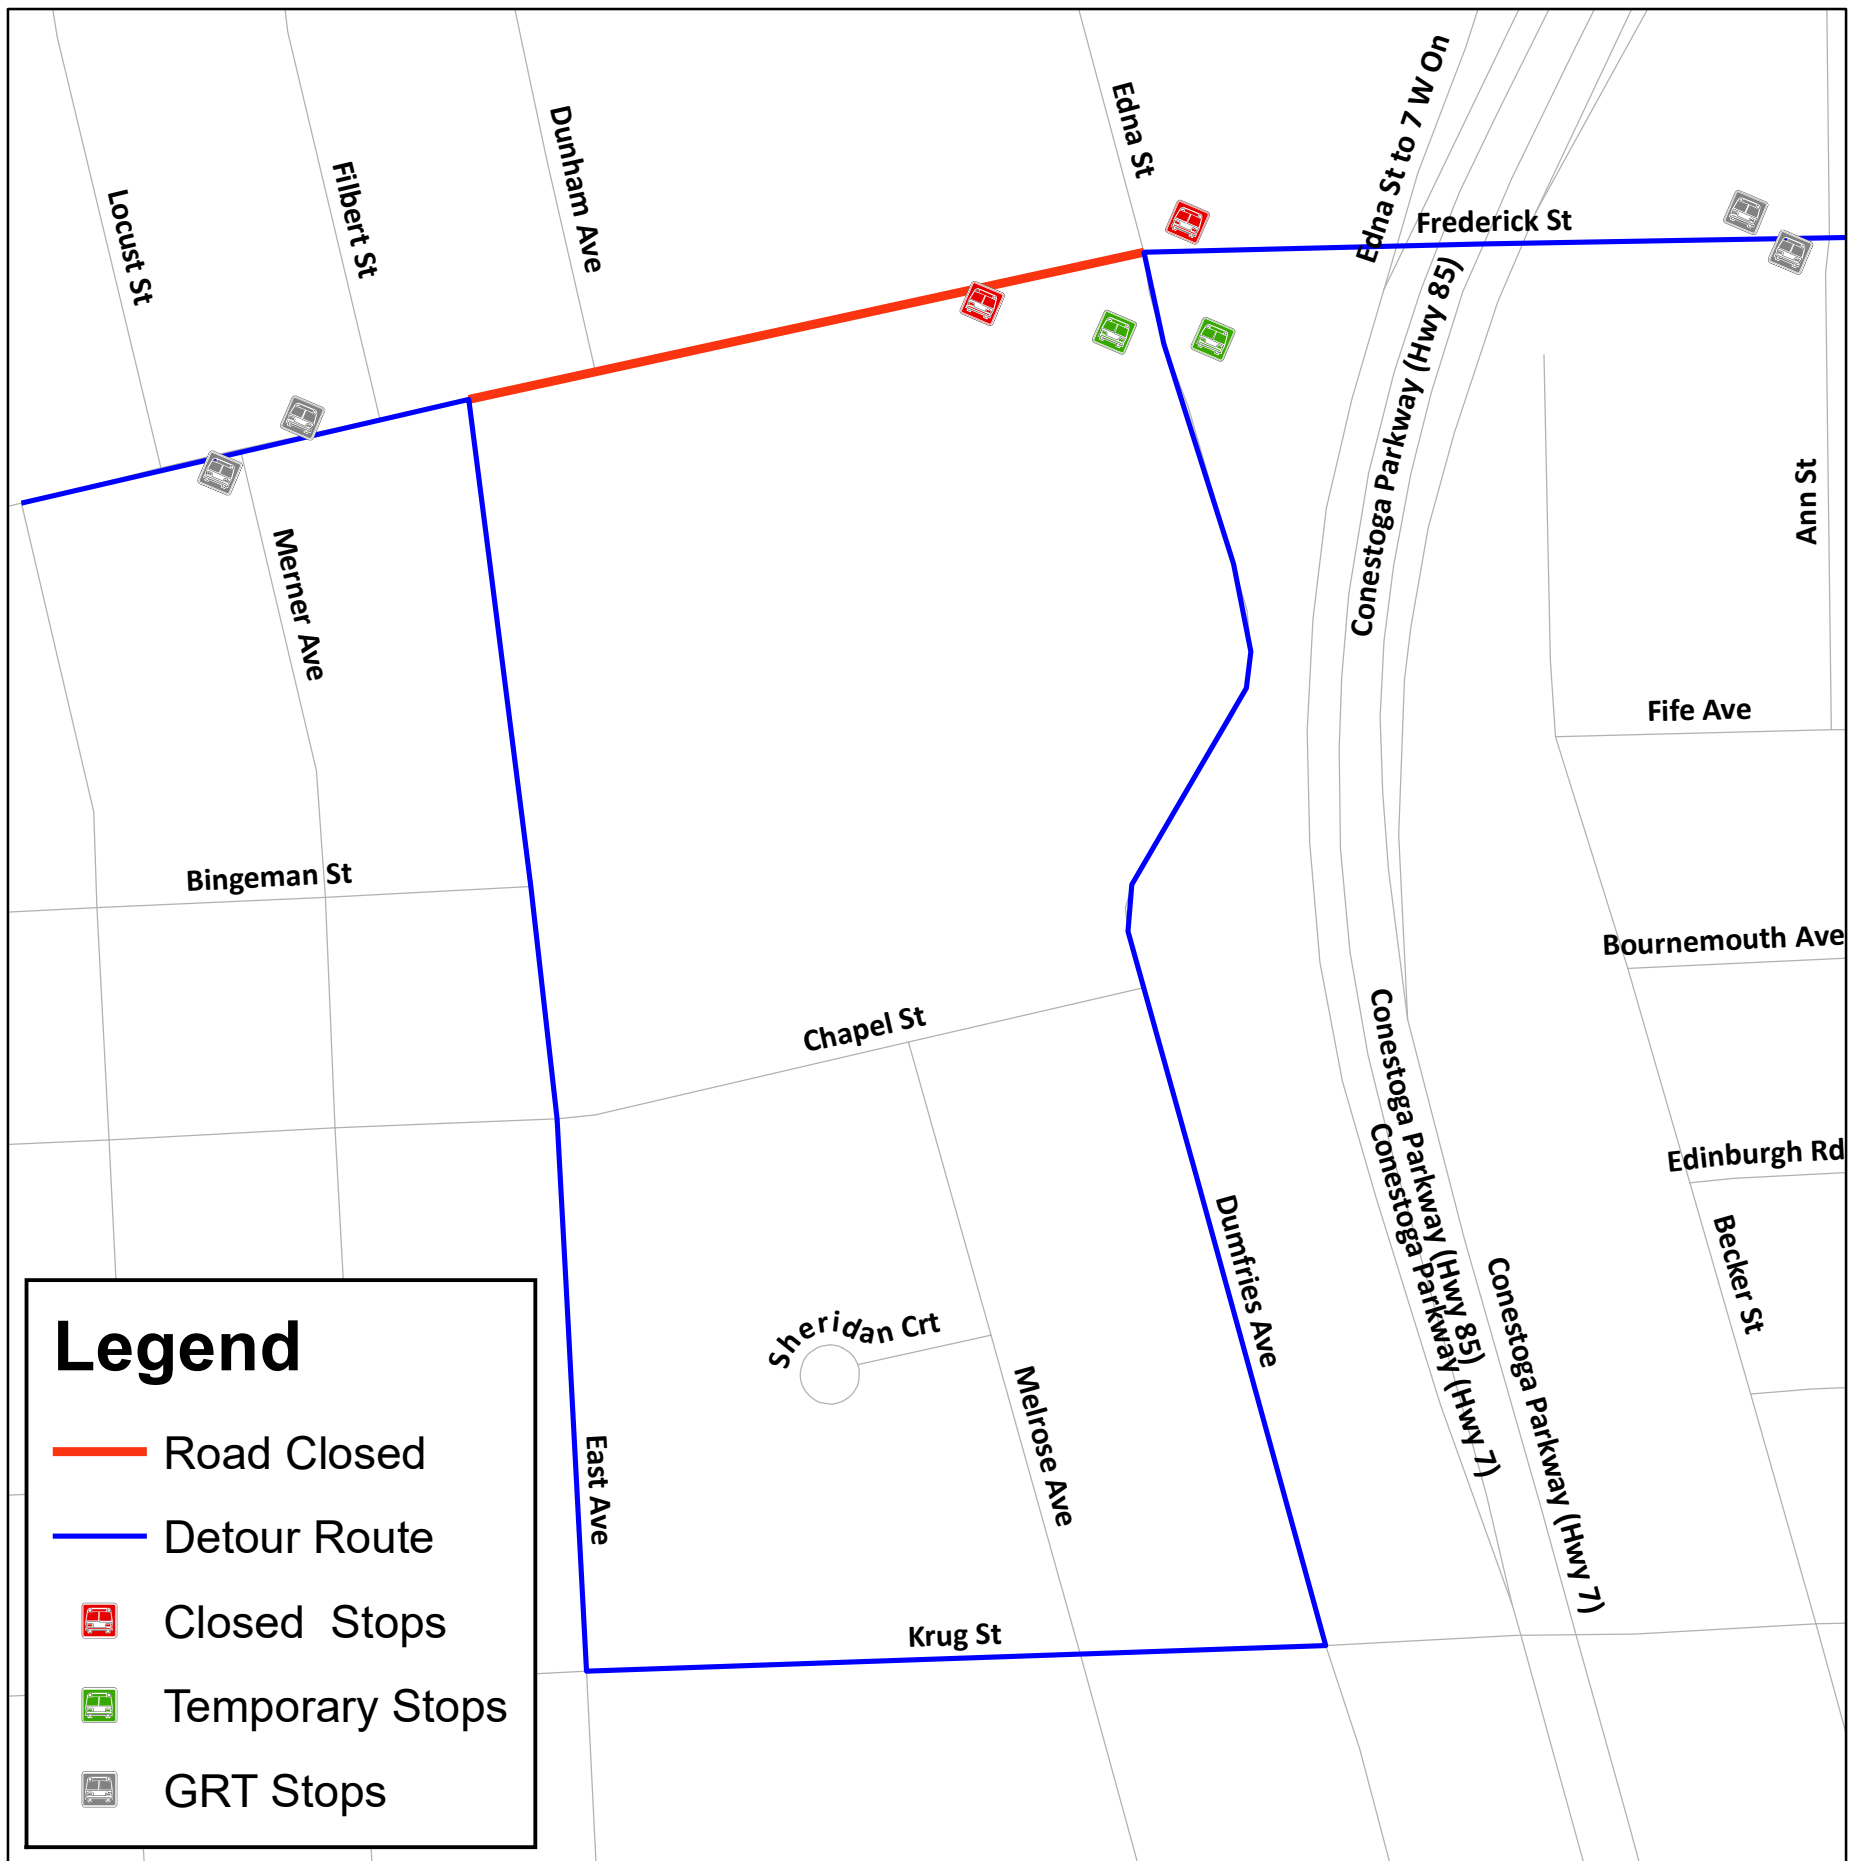 Edna St to 7 W On
Edna St
Dunham Ave
Filbert St
Locust St
Frederick St
Conestoga Parkway (Hwy 85)
Ann St
Merner Ave
Fife Ave
Bingeman St
Bournemouth Ave
Chapel St
Conestoga Parkway (Hwy 85)
Conestoga Parkway (Hwy 7)
Edinburgh Rd
Dumfries Ave
Becker St
Conestoga Parkway (Hwy 7)
Sheridan Crt
Melrose Ave
East Ave
Krug St
Legend
Road Closed
Detour Route
Closed  Stops
Temporary Stops
GRT Stops